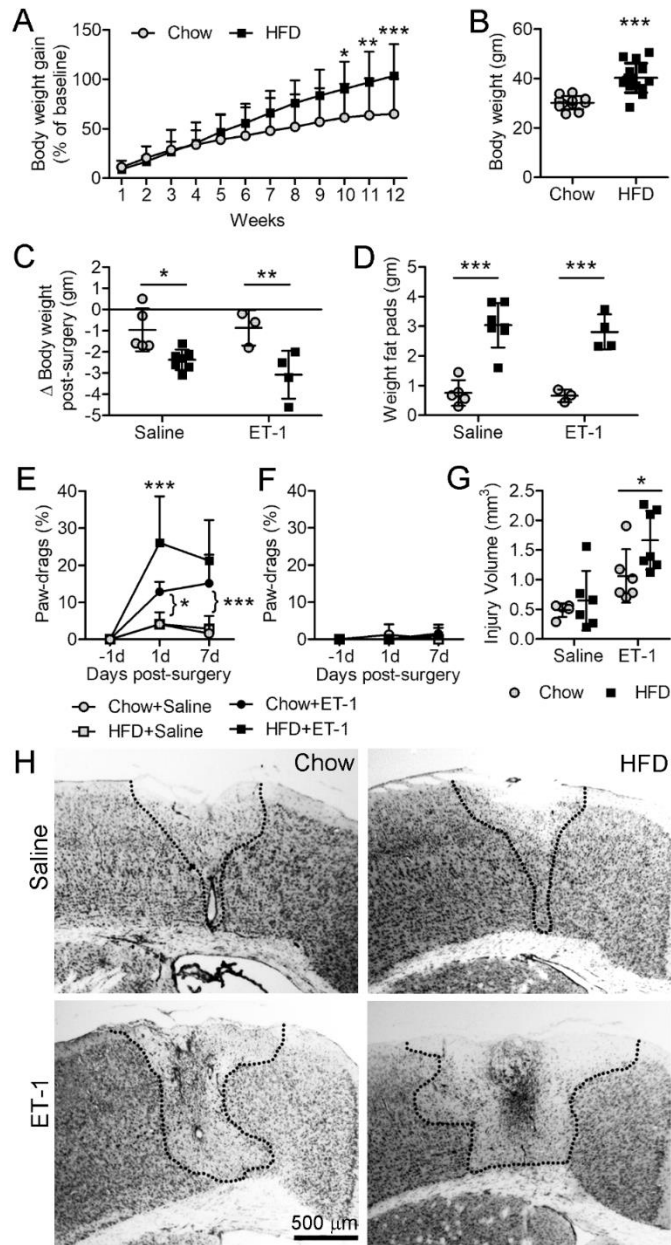 A
Chow HFD
Body weight gain
(% of baseline)
150
100
50
0
* ** ***
1 2 3 4 5 6 7 8 9 10 11 12
Weeks
B
Body weight (gm)
60
40
20
0
***
Chow HFD
C
Δ Body weight
post-surgery (gm)
2
1
0
-1
-2
-3
-4
-5
* **
Saline ET-1
D
Weight fat pads (gm)
5
4
3
2
1
0
*** ***
Saline ET-1
E
Paw-drags (%)
40
30
20
10
0
***
} *
} ***
-1d 1d 7d
Days post-surgery
F
Paw-drags (%)
40
30
20
10
0
-1d 1d 7d
Days post-surgery
Chow+Saline Chow+ET-1
HFD+Saline HFD+ET-1
G
Injury Volume (mm³)
2.5
2.0
1.5
1.0
0.5
0.0
*
Saline ET-1
Chow HFD
H
Chow HFD
Saline
ET-1
500 μm